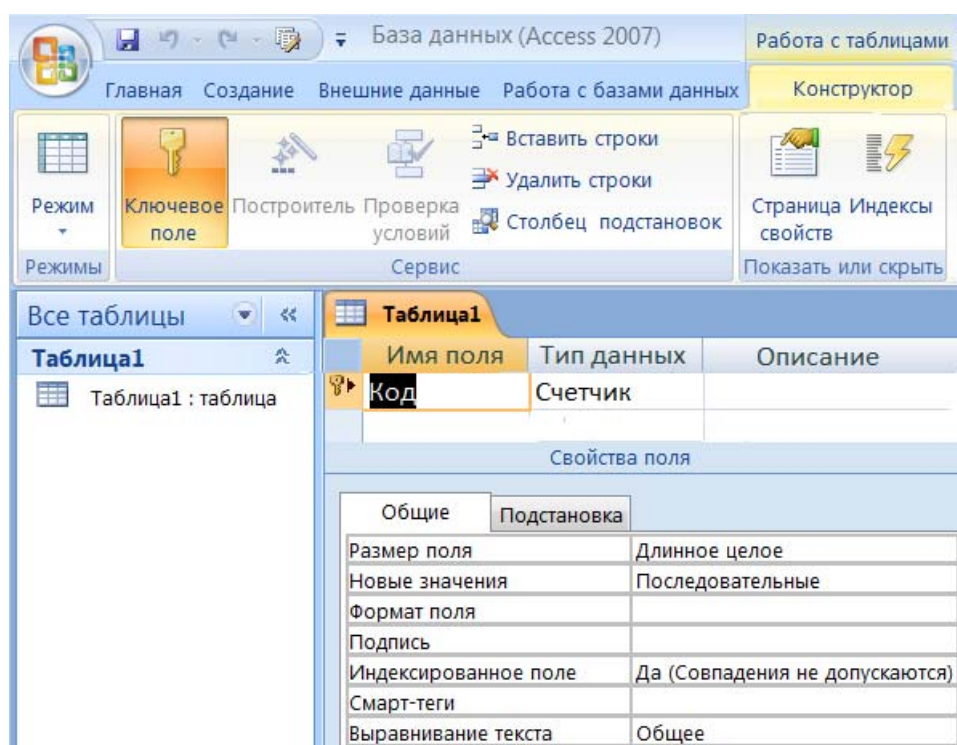 База данных (Access 2007) Работа с таблицами
Главная Создание Внешние данные Работа с базами данных Конструктор
Режим
Ключевое поле
Построитель
Проверка условий
Вставить строки
Удалить строки
Столбец подстановок
Страница свойств
Индексы
Режимы Сервис Показать или скрыть
Все таблицы
Таблица1
Таблица1 : таблица
Таблица1
Имя поля Тип данных Описание
Код Счетчик
Свойства поля
Общие Подстановка
Размер поля Длинное целое
Новые значения Последовательные
Формат поля
Подпись
Индексированное поле Да (Совпадения не допускаются)
Смарт-теги
Выравнивание текста Общее